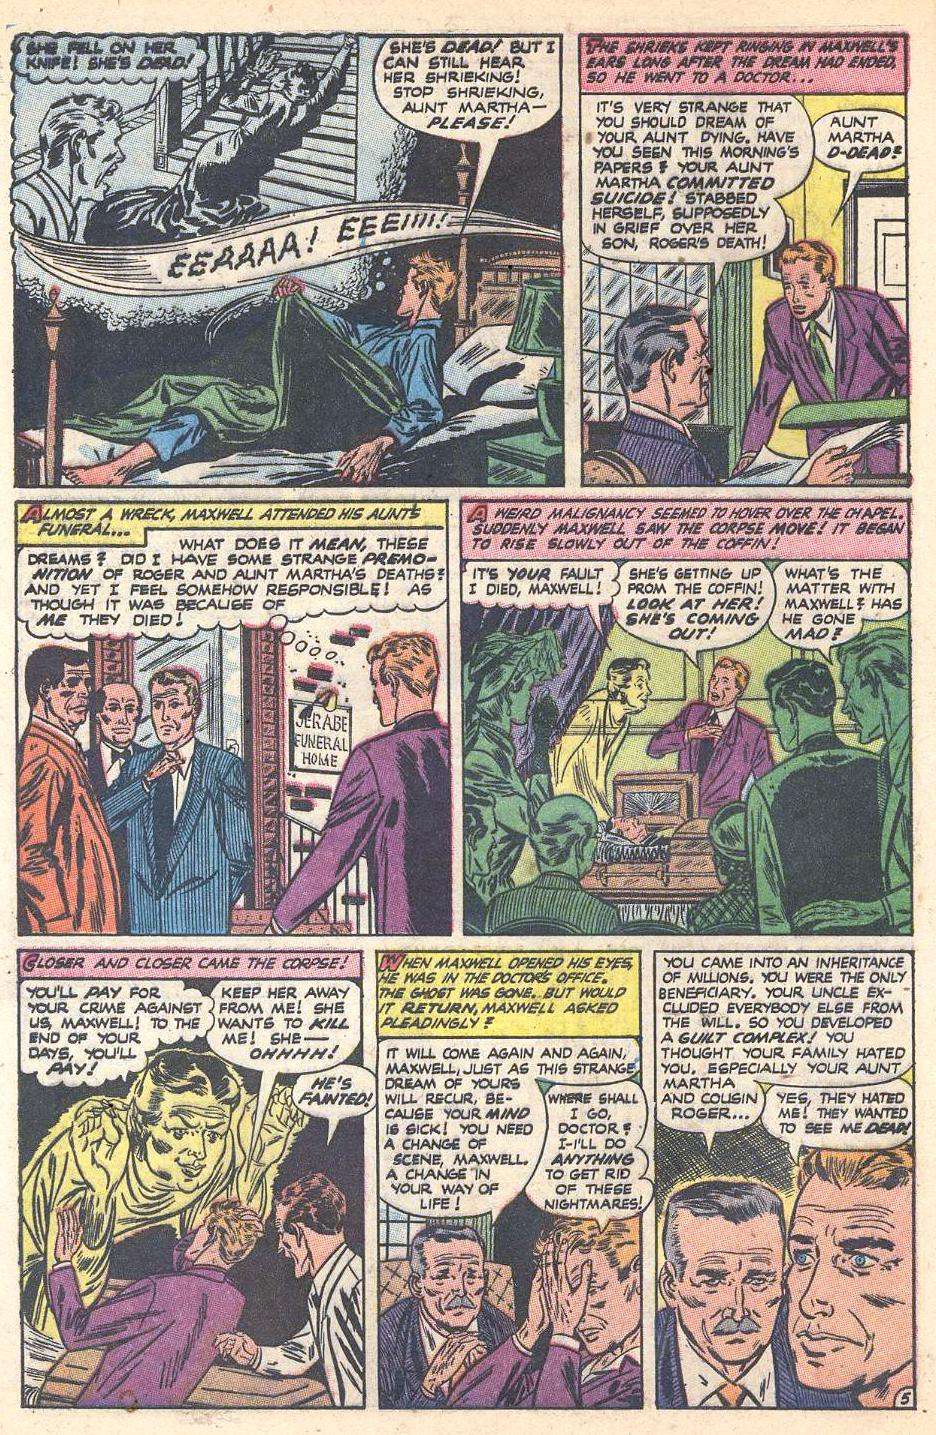 SHE FELL ON HER
KNIFE! SHE'S DEAD!
SHE'S DEAD! BUT I
CAN STILL HEAR
HER SHRIEKING!
STOP SHRIEKING,
AUNT MARTHA—
PLEASE!
EEAAAA! EEEIIII!
THE SHRIEKS KEPT RINGING IN MAXWELL'S
EARS LONG AFTER THE DREAM HAD ENDED,
SO HE WENT TO A DOCTOR...
IT'S VERY STRANGE THAT
YOU SHOULD DREAM OF
YOUR AUNT DYING. HAVE
YOU SEEN THIS MORNING'S
PAPERS? YOUR AUNT
MARTHA COMMITTED
SUICIDE! STABBED
HERSELF, SUPPOSEDLY
IN GRIEF OVER HER
SON, ROGER'S DEATH!
AUNT
MARTHA
D-DEAD?
ALMOST A WRECK, MAXWELL ATTENDED HIS AUNT'S
FUNERAL...
WHAT DOES IT MEAN, THESE
DREAMS? DID I HAVE SOME STRANGE PREMO-
NITION OF ROGER AND AUNT MARTHA'S DEATHS?
AND YET I FEEL SOMEHOW RESPONSIBLE! AS
THOUGH IT WAS BECAUSE OF
ME THEY DIED!
JERABE
FUNERAL
HOME
A WEIRD MALIGNANCY SEEMED TO HOVER OVER THE CHAPEL.
SUDDENLY MAXWELL SAW THE CORPSE MOVE! IT BEGAN
TO RISE SLOWLY OUT OF THE COFFIN!
IT'S YOUR FAULT
I DIED, MAXWELL!
SHE'S GETTING UP
FROM THE COFFIN!
LOOK AT HER!
SHE'S COMING
OUT!
WHAT'S THE
MATTER WITH
MAXWELL? HAS
HE GONE
MAD?
CLOSER AND CLOSER CAME THE CORPSE!
YOU'LL PAY FOR
YOUR CRIME AGAINST
US, MAXWELL! TO THE
END OF YOUR
DAYS, YOU'LL
PAY!
KEEP HER AWAY
FROM ME! SHE
WANTS TO KILL
ME! SHE—
OHHHH!
HE'S
FAINTED!
WHEN MAXWELL OPENED HIS EYES,
HE WAS IN THE DOCTOR'S OFFICE.
THE GHOST WAS GONE. BUT WOULD
IT RETURN, MAXWELL ASKED
PLEADINGLY?
IT WILL COME AGAIN AND AGAIN,
MAXWELL, JUST AS THIS STRANGE
DREAM OF YOURS
WILL RECUR, BE-
CAUSE YOUR MIND
IS SICK! YOU NEED
A CHANGE OF
SCENE, MAXWELL.
A CHANGE IN
YOUR WAY OF
LIFE!
WHERE SHALL
I GO,
DOCTOR?
I-I'LL DO
ANYTHING
TO GET RID
OF THESE
NIGHTMARES!
YOU CAME INTO AN INHERITANCE
OF MILLIONS. YOU WERE THE ONLY
BENEFICIARY. YOUR UNCLE EX-
CLUDED EVERYBODY ELSE FROM
THE WILL. SO YOU DEVELOPED
A GUILT COMPLEX! YOU
THOUGHT YOUR FAMILY HATED
YOU. ESPECIALLY YOUR AUNT
MARTHA
AND COUSIN
ROGER...
YES, THEY HATED
ME! THEY WANTED
TO SEE ME DEAD!
5